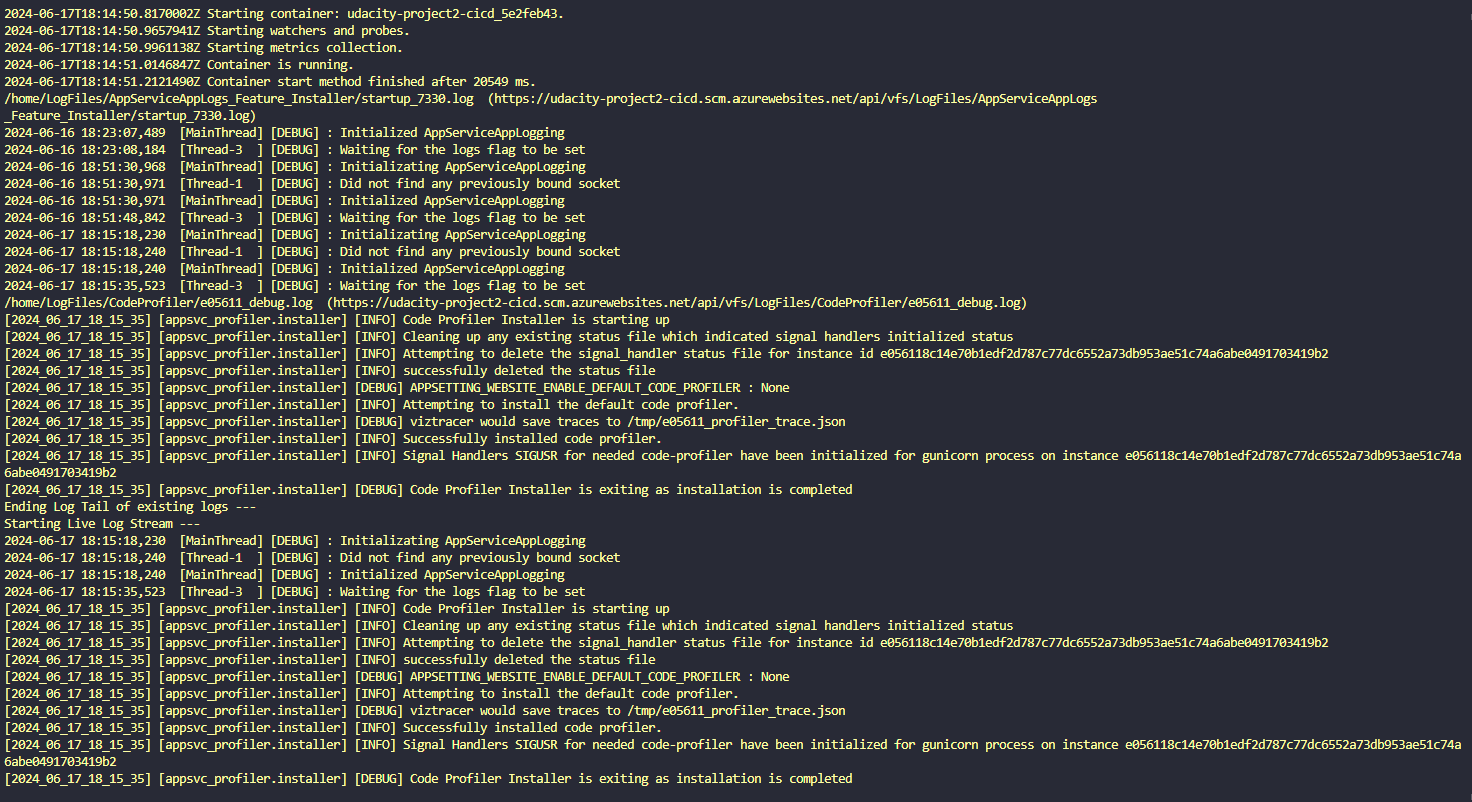 2024-06-17T18:14:50.8170002Z Starting container: udacity-project2-cicd_5e2feb43.
2024-06-17T18:14:50.9657941Z Starting watchers and probes.
2024-06-17T18:14:50.9961138Z Starting metrics collection.
2024-06-17T18:14:51.0146847Z Container is running.
2024-06-17T18:14:51.2121490Z Container start method finished after 20549 ms.
/home/LogFiles/AppServiceAppLogs_Feature_Installer/startup_7330.log  (https://udacity-project2-cicd.scm.azurewebsites.net/api/vfs/LogFiles/AppServiceAppLogs
_Feature_Installer/startup_7330.log)
2024-06-16 18:23:07,489  [MainThread] [DEBUG] : Initialized AppServiceAppLogging
2024-06-16 18:23:08,184  [Thread-3  ] [DEBUG] : Waiting for the logs flag to be set
2024-06-16 18:51:30,968  [MainThread] [DEBUG] : Initializating AppServiceAppLogging
2024-06-16 18:51:30,971  [Thread-1  ] [DEBUG] : Did not find any previously bound socket
2024-06-16 18:51:30,971  [MainThread] [DEBUG] : Initialized AppServiceAppLogging
2024-06-16 18:51:48,842  [Thread-3  ] [DEBUG] : Waiting for the logs flag to be set
2024-06-17 18:15:18,230  [MainThread] [DEBUG] : Initializating AppServiceAppLogging
2024-06-17 18:15:18,240  [Thread-1  ] [DEBUG] : Did not find any previously bound socket
2024-06-17 18:15:18,240  [MainThread] [DEBUG] : Initialized AppServiceAppLogging
2024-06-17 18:15:35,523  [Thread-3  ] [DEBUG] : Waiting for the logs flag to be set
/home/LogFiles/CodeProfiler/e05611_debug.log  (https://udacity-project2-cicd.scm.azurewebsites.net/api/vfs/LogFiles/CodeProfiler/e05611_debug.log)
[2024_06_17_18_15_35] [appsvc_profiler.installer] [INFO] Code Profiler Installer is starting up
[2024_06_17_18_15_35] [appsvc_profiler.installer] [INFO] Cleaning up any existing status file which indicated signal handlers initialized status
[2024_06_17_18_15_35] [appsvc_profiler.installer] [INFO] Attempting to delete the signal_handler status file for instance id e056118c14e70b1edf2d787c77dc6552a73db953ae51c74a6abe0491703419b2
[2024_06_17_18_15_35] [appsvc_profiler.installer] [INFO] successfully deleted the status file
[2024_06_17_18_15_35] [appsvc_profiler.installer] [DEBUG] APPSETTING_WEBSITE_ENABLE_DEFAULT_CODE_PROFILER : None
[2024_06_17_18_15_35] [appsvc_profiler.installer] [INFO] Attempting to install the default code profiler.
[2024_06_17_18_15_35] [appsvc_profiler.installer] [DEBUG] viztracer would save traces to /tmp/e05611_profiler_trace.json
[2024_06_17_18_15_35] [appsvc_profiler.installer] [INFO] Successfully installed code profiler.
[2024_06_17_18_15_35] [appsvc_profiler.installer] [INFO] Signal Handlers SIGUSR for needed code-profiler have been initialized for gunicorn process on instance e056118c14e70b1edf2d787c77dc6552a73db953ae51c74a
6abe0491703419b2
[2024_06_17_18_15_35] [appsvc_profiler.installer] [DEBUG] Code Profiler Installer is exiting as installation is completed
Ending Log Tail of existing logs ---
Starting Live Log Stream ---
2024-06-17 18:15:18,230  [MainThread] [DEBUG] : Initializating AppServiceAppLogging
2024-06-17 18:15:18,240  [Thread-1  ] [DEBUG] : Did not find any previously bound socket
2024-06-17 18:15:18,240  [MainThread] [DEBUG] : Initialized AppServiceAppLogging
2024-06-17 18:15:35,523  [Thread-3  ] [DEBUG] : Waiting for the logs flag to be set
[2024_06_17_18_15_35] [appsvc_profiler.installer] [INFO] Code Profiler Installer is starting up
[2024_06_17_18_15_35] [appsvc_profiler.installer] [INFO] Cleaning up any existing status file which indicated signal handlers initialized status
[2024_06_17_18_15_35] [appsvc_profiler.installer] [INFO] Attempting to delete the signal_handler status file for instance id e056118c14e70b1edf2d787c77dc6552a73db953ae51c74a6abe0491703419b2
[2024_06_17_18_15_35] [appsvc_profiler.installer] [INFO] successfully deleted the status file
[2024_06_17_18_15_35] [appsvc_profiler.installer] [DEBUG] APPSETTING_WEBSITE_ENABLE_DEFAULT_CODE_PROFILER : None
[2024_06_17_18_15_35] [appsvc_profiler.installer] [INFO] Attempting to install the default code profiler.
[2024_06_17_18_15_35] [appsvc_profiler.installer] [DEBUG] viztracer would save traces to /tmp/e05611_profiler_trace.json
[2024_06_17_18_15_35] [appsvc_profiler.installer] [INFO] Successfully installed code profiler.
[2024_06_17_18_15_35] [appsvc_profiler.installer] [INFO] Signal Handlers SIGUSR for needed code-profiler have been initialized for gunicorn process on instance e056118c14e70b1edf2d787c77dc6552a73db953ae51c74a
6abe0491703419b2
[2024_06_17_18_15_35] [appsvc_profiler.installer] [DEBUG] Code Profiler Installer is exiting as installation is completed